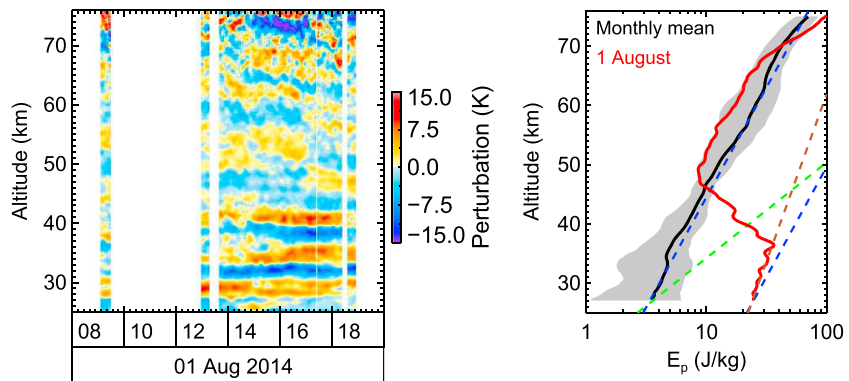 Altitude (km)
70
60
50
40
30
08 10 12 14 16 18
01 Aug 2014
15.0
7.5
0.0
−7.5
−15.0
Perturbation (K)
Monthly mean
1 August
Altitude (km)
70
60
50
40
30
1 10 100
Ep (J/kg)